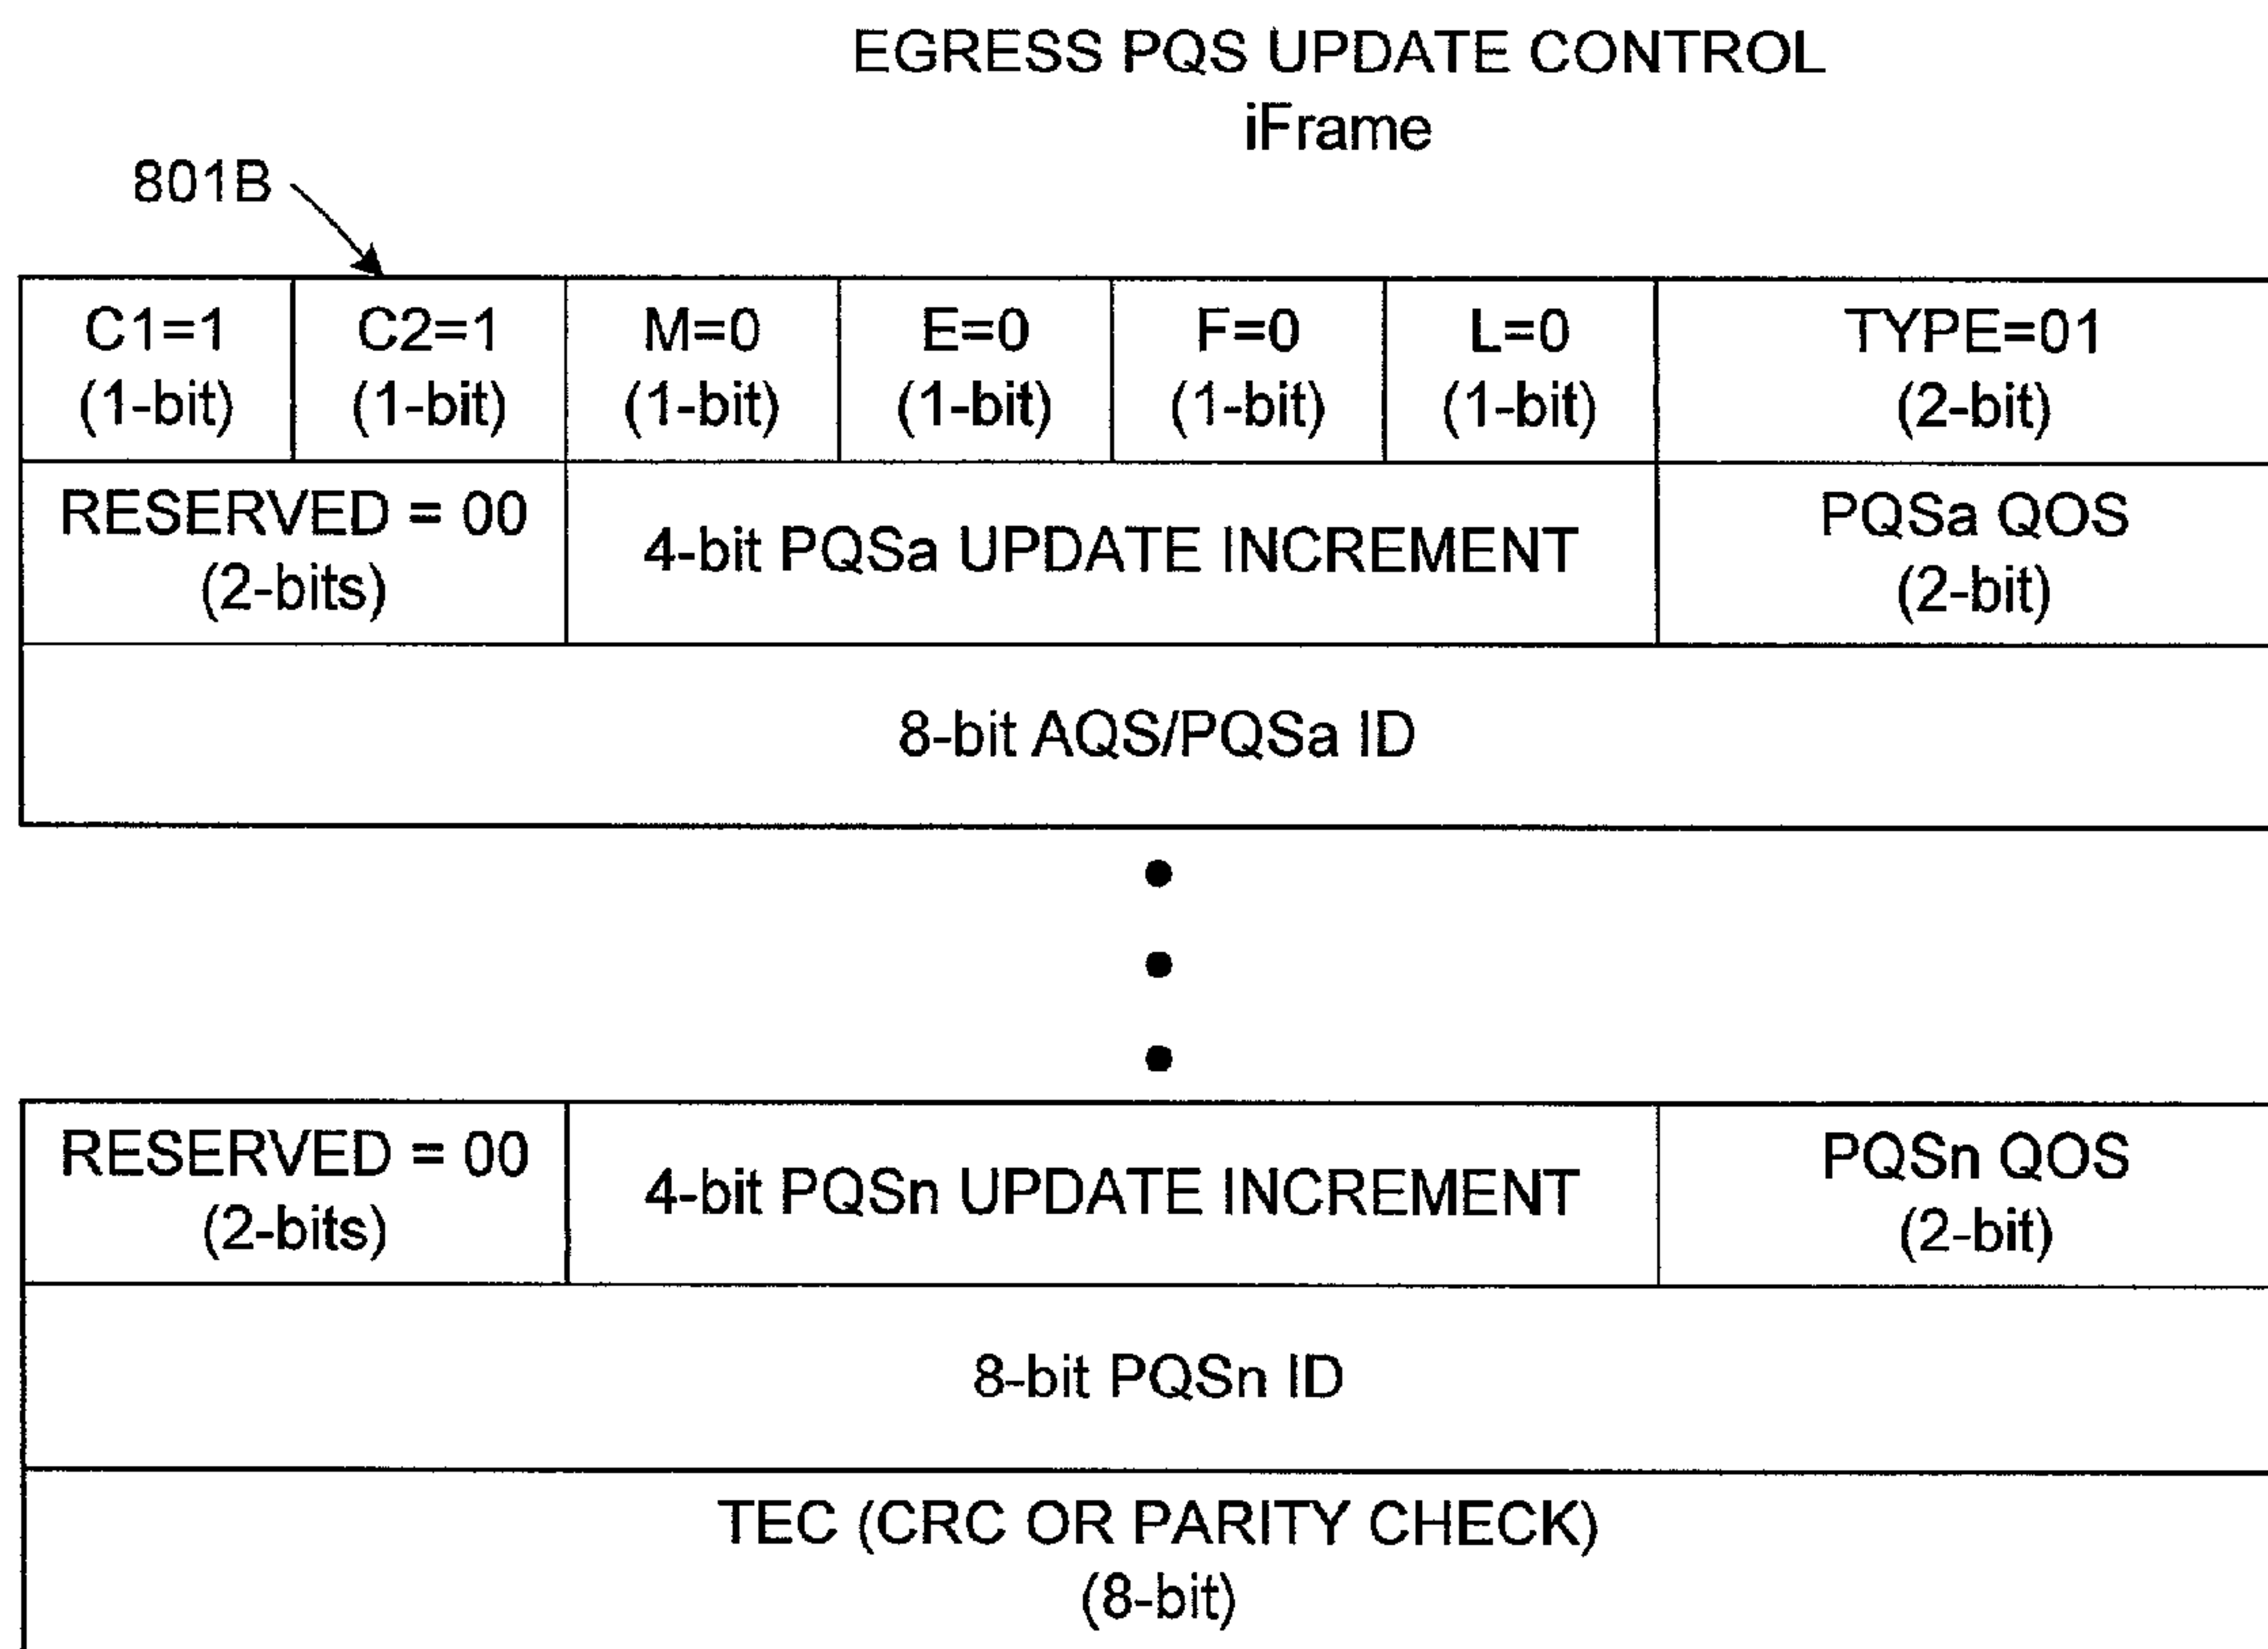 EGRESS PQS UPDATE CONTROL
iFrame
801B
C1=1 C2=1 M=0 E=0 F=0 L=0 TYPE=01
(1-bit) (1-bit) (1-bit) (1-bit) (1-bit) (1-bit) (2-bit)
RESERVED = 00
(2-bits)
4-bit PQSa UPDATE INCREMENT
PQSa QOS
(2-bit)
8-bit AQS/PQSa ID
RESERVED = 00
(2-bits)
4-bit PQSn UPDATE INCREMENT
PQSn QOS
(2-bit)
8-bit PQSn ID
TEC (CRC OR PARITY CHECK)
(8-bit)